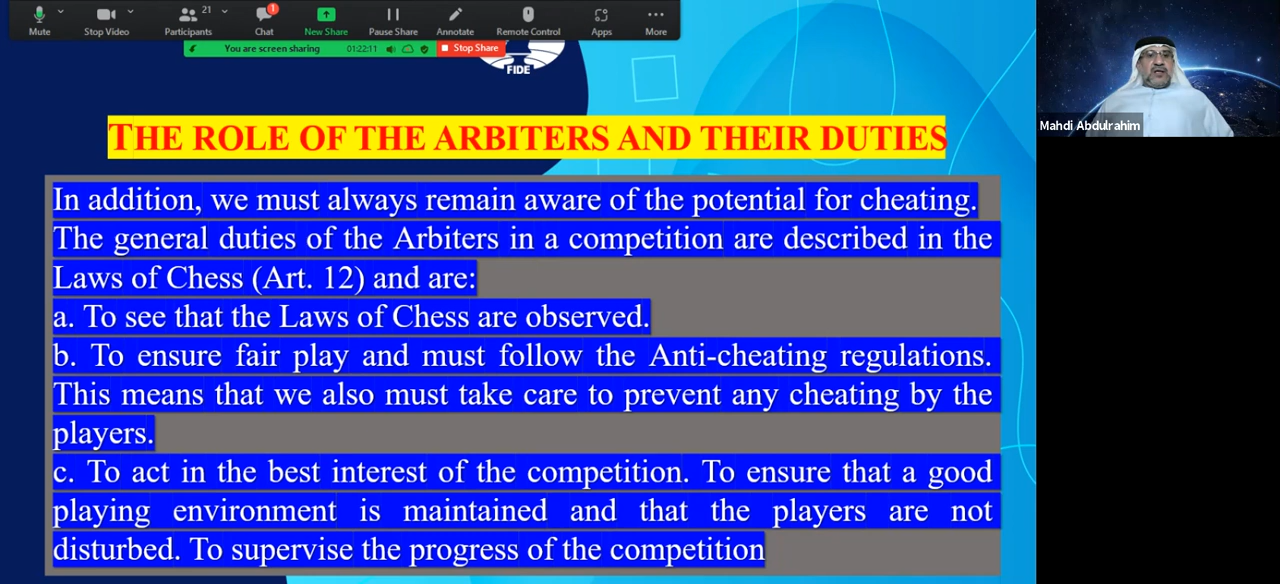 21
1
Mute
Stop Video
Participants
Chat
New Share
Pause Share
Annotate
Remote Control
Apps
More
You are screen sharing
01:22:11
Stop Share
FIDE
Mahdi Abdulrahim
THE ROLE OF THE ARBITERS AND THEIR DUTIES
In addition, we must always remain aware of the potential for cheating.
The general duties of the Arbiters in a competition are described in the
Laws of Chess (Art. 12) and are:
a. To see that the Laws of Chess are observed.
b. To ensure fair play and must follow the Anti-cheating regulations.
This means that we also must take care to prevent any cheating by the
players.
c. To act in the best interest of the competition. To ensure that a good
playing environment is maintained and that the players are not
disturbed. To supervise the progress of the competition